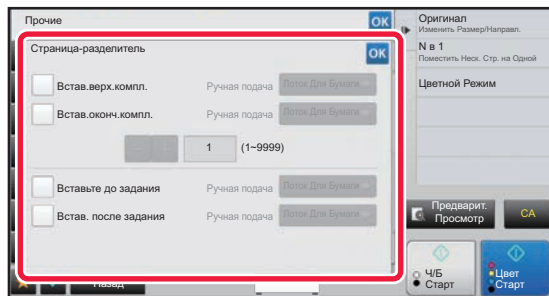 Прочие
OK
Страница-разделитель
OK
Встав.верх.компл.
Ручная подача
Лоток Для Бумаги
Встав.оконч.компл.
Ручная подача
Лоток Для Бумаги
1
(1~9999)
Вставьте до задания
Ручная подача
Лоток Для Бумаги
Встав. после задания
Ручная подача
Лоток Для Бумаги
Назад
Оригинал
Изменить Размер/Направл.
N в 1
Поместить Неск. Стр. на Одной
Цветной Режим
Предварит.
Просмотр
CA
Ч/Б
Старт
Цвет
Старт